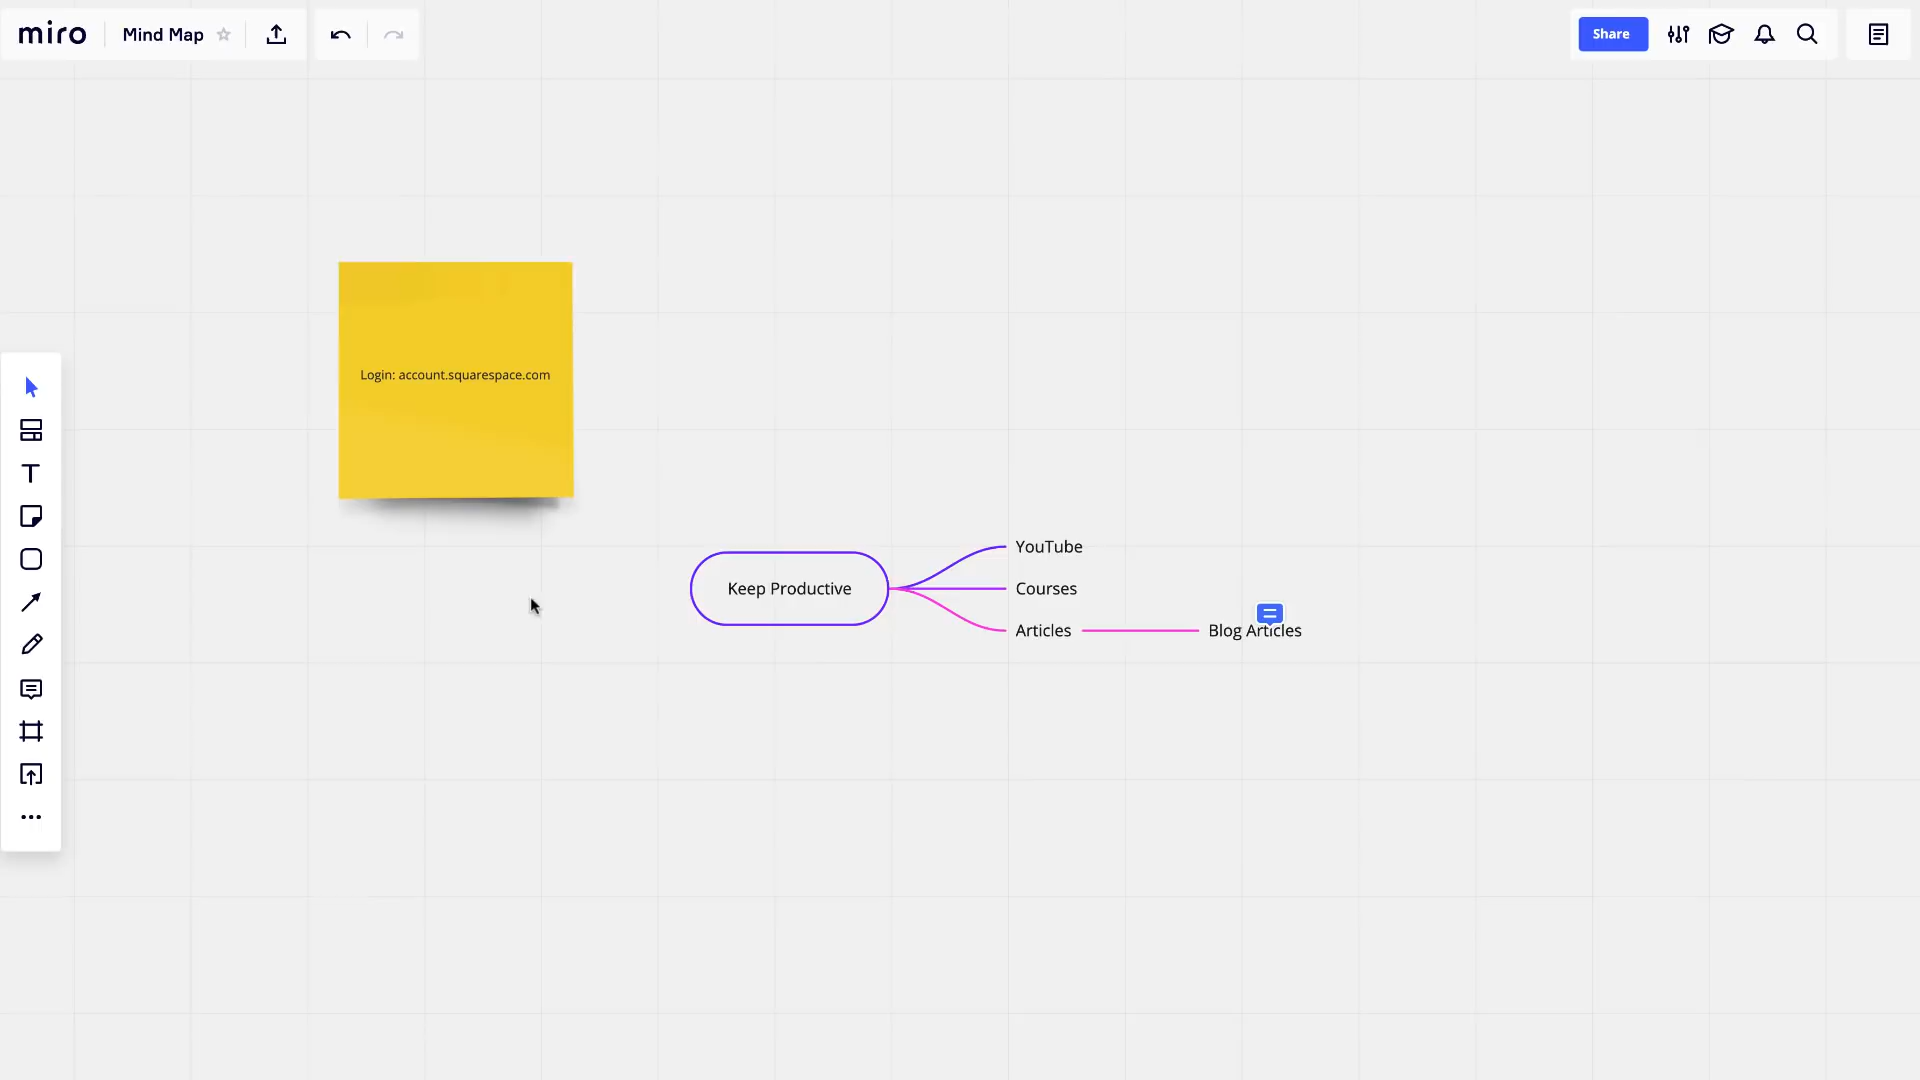 miro
Mind Map
Share
Login: account.squarespace.com
YouTube
Keep Productive
Courses
Articles
Blog Articles